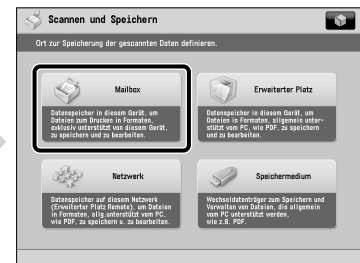 Scannen und Speichern
Ort zur Speicherung der gescannten Daten definieren.
Mailbox
Datenspeicher in diesem Gerät, um
Dateien zum Drucken in Formaten,
exklusiv unterstützt von diesem Gerät,
zu speichern und zu bearbeiten.
Erweiterter Platz
Datenspeicher in diesem Gerät, um
Dateien in Formaten, allgemein unter-
stützt vom PC, wie PDF, zu speichern
und zu bearbeiten.
Netzwerk
Datenspeicher auf diesem Netzwerk
(Erweiterter Platz Remote), um Dateien
in Formaten, allg.unterstützt vom PC,
wie PDF, zu speichern u. zu bearbeiten.
Speichermedium
Wechseldatenträger zum Speichern und
Verwalten von Dateien, die allgemein
vom PC unterstützt werden,
wie z.B. PDF.